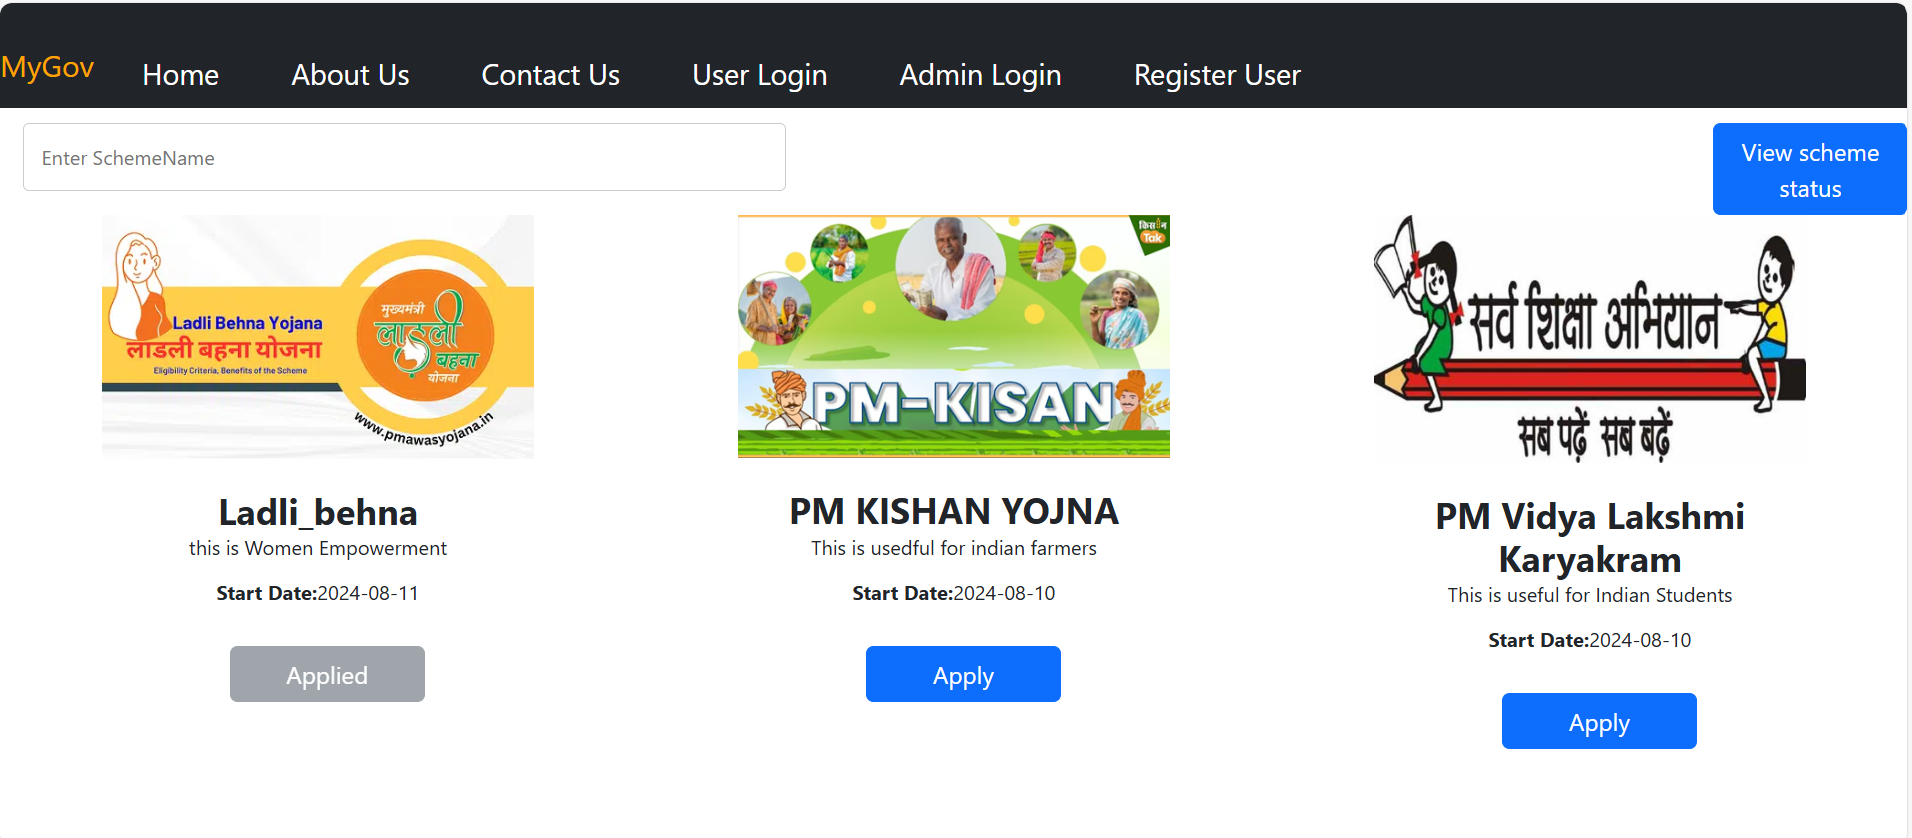 MyGov
Home
About Us
Contact Us
User Login
Admin Login
Register User
Enter SchemeName
View scheme
status
Ladli Behna Yojana
लाडली बहना योजना
Eligibility Criteria, Benefits of the Scheme
मुख्यमंत्री
लाड़ली
बहना
योजना
www.pmawasyojana.in
किसान
Tak
PM-KISAN
सर्व शिक्षा अभियान
सब पढ़ें सब बढ़ें
Ladli_behna
this is Women Empowerment
Start Date:2024-08-11
Applied
PM KISHAN YOJNA
This is usedful for indian farmers
Start Date:2024-08-10
Apply
PM Vidya Lakshmi
Karyakram
This is useful for Indian Students
Start Date:2024-08-10
Apply